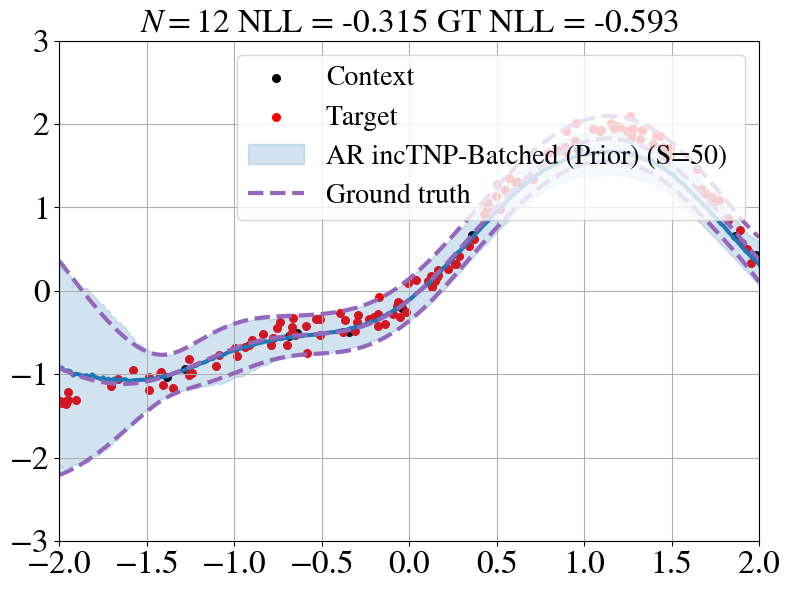 N = 12 NLL = -0.315 GT NLL = -0.593
Context
Target
AR incTNP-Batched (Prior) (S=50)
Ground truth
3
2
1
0
−1
−2
−3
−2.0 −1.5 −1.0 −0.5 0.0 0.5 1.0 1.5 2.0